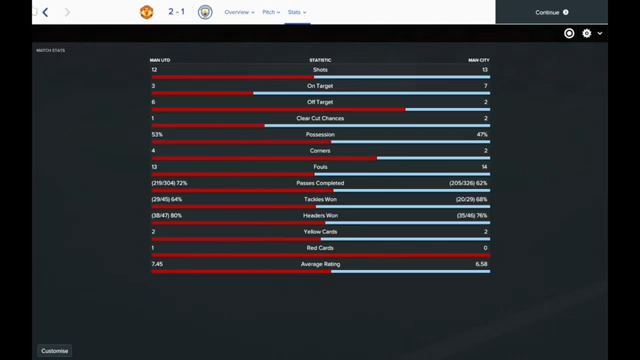 2 - 1 Overview Pitch Stats Continue
MATCH STATS
MAN UTD STATISTIC MAN CITY
12 Shots 13
3 On Target 7
6 Off Target 2
1 Clear Cut Chances 2
53% Possession 47%
4 Corners 2
13 Fouls 14
(219/304) 72% Passes Completed (205/326) 62%
(29/45) 64% Tackles Won (20/29) 68%
(38/47) 80% Headers Won (35/46) 76%
2 Yellow Cards 2
1 Red Cards 0
7.45 Average Rating 6.58
Customise